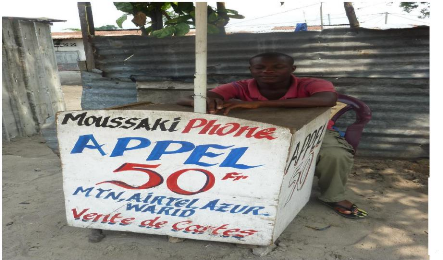 Moussaki Phone
APPEL
50 Fr
MTN, AIRTEL AZUR.
WARID
Vente de Cartes
APPEL
50